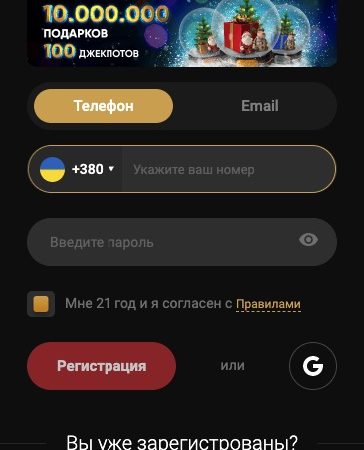 10.000.000
ПОДАРКОВ
100 ДЖЕКПОТОВ
Телефон Email
+380 Укажите ваш номер
Введите пароль
Мне 21 год и я согласен с Правилами
Регистрация или G
Вы уже зарегистрированы?